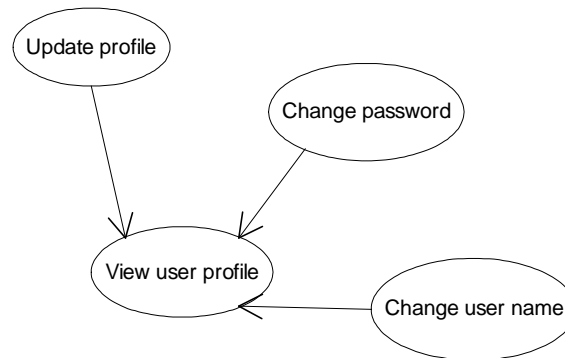 Update profile
Change password
View user profile
Change user name